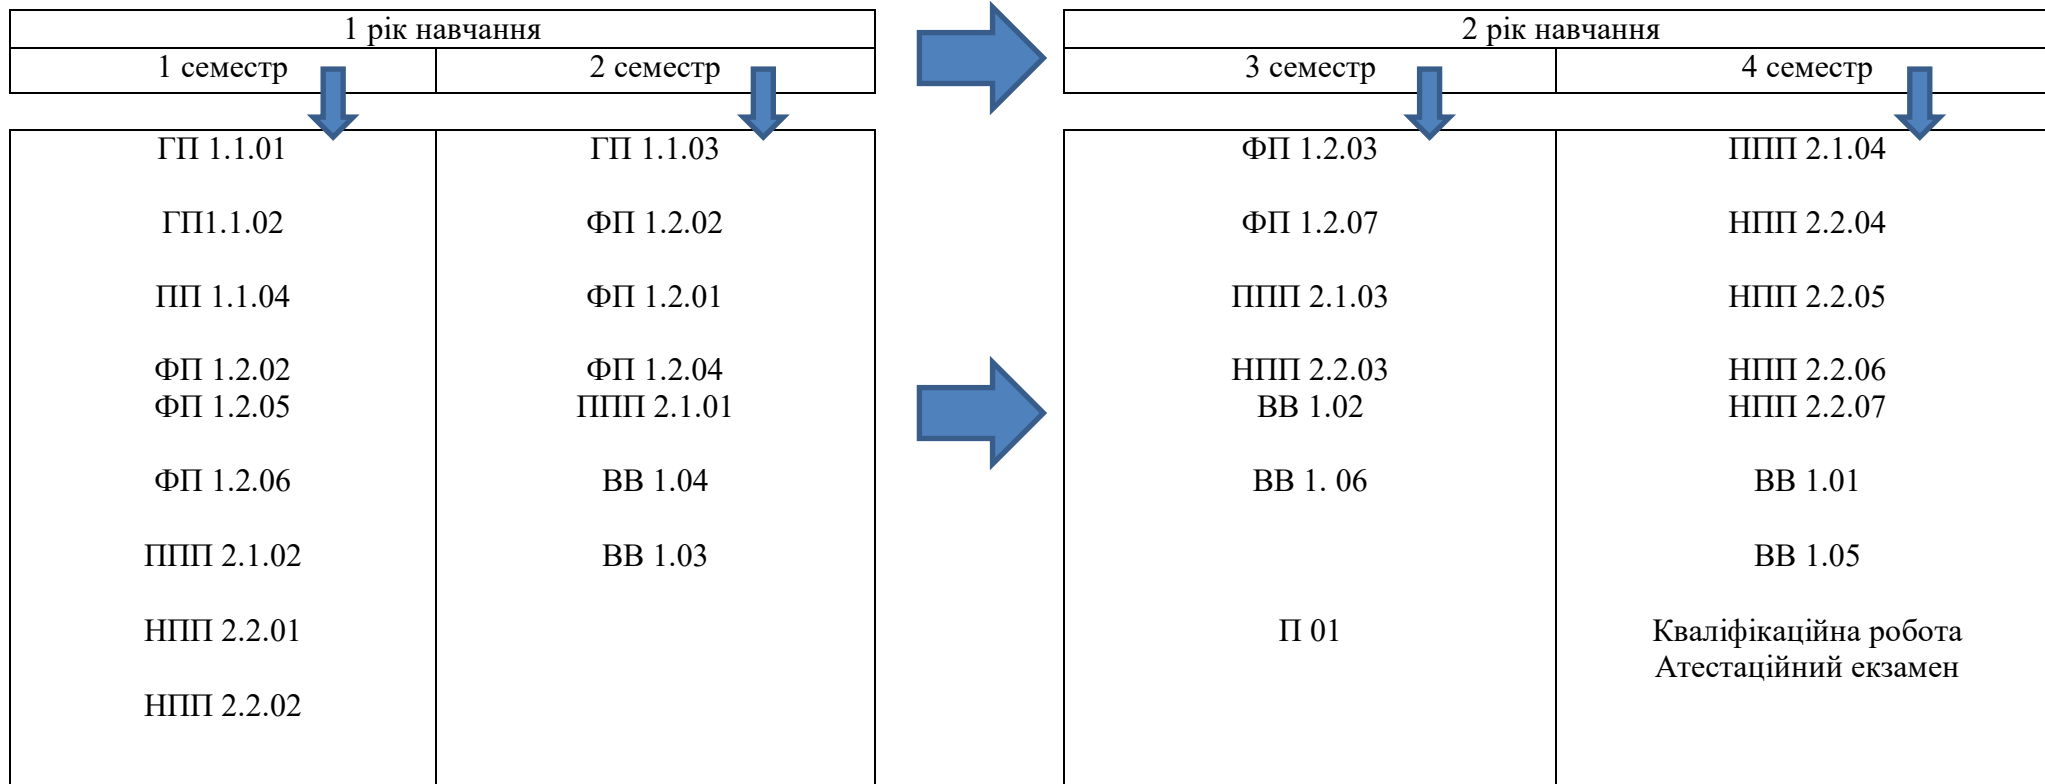 1 рік навчання
1 семестр
2 семестр
ГП 1.1.01
ГП1.1.02
ПП 1.1.04
ФП 1.2.02
ФП 1.2.05
ФП 1.2.06
ППП 2.1.02
НПП 2.2.01
НПП 2.2.02
ГП 1.1.03
ФП 1.2.02
ФП 1.2.01
ФП 1.2.04
ППП 2.1.01
ВВ 1.04
ВВ 1.03
2 рік навчання
3 семестр
4 семестр
ФП 1.2.03
ФП 1.2.07
ППП 2.1.03
НПП 2.2.03
ВВ 1.02
ВВ 1. 06
П 01
ППП 2.1.04
НПП 2.2.04
НПП 2.2.05
НПП 2.2.06
НПП 2.2.07
ВВ 1.01
ВВ 1.05
Кваліфікаційна робота
Атестаційний екзамен